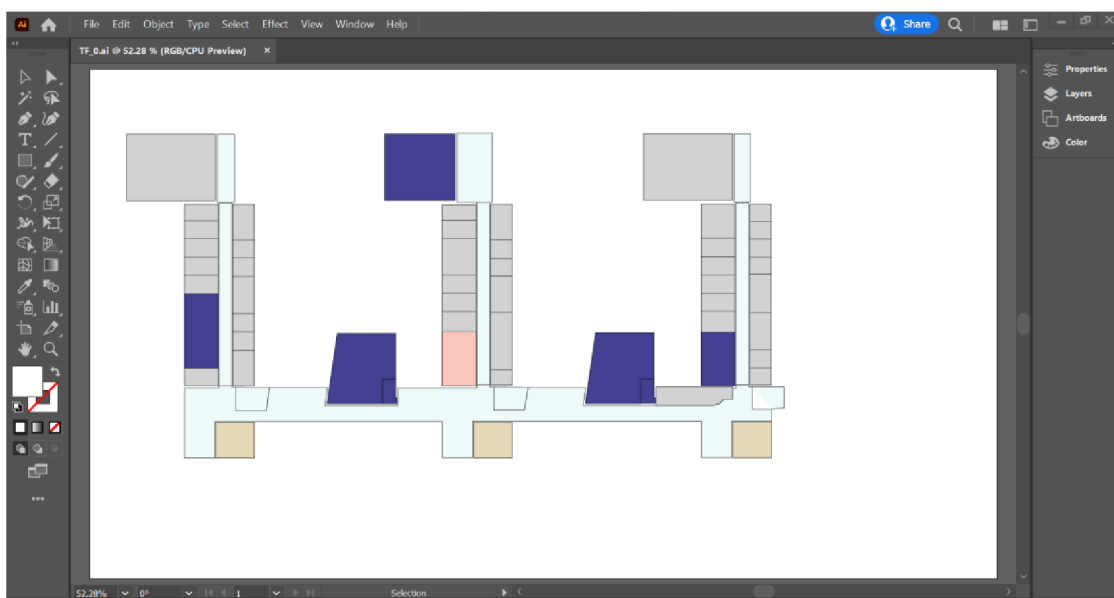 Ai File Edit Object Type Select Effect View Window Help Share
TF_0.ai @ 52.28 % (RGB/CPU Preview) ×
Properties
Layers
Artboards
Color
T
52.28% 0° 1 Selection